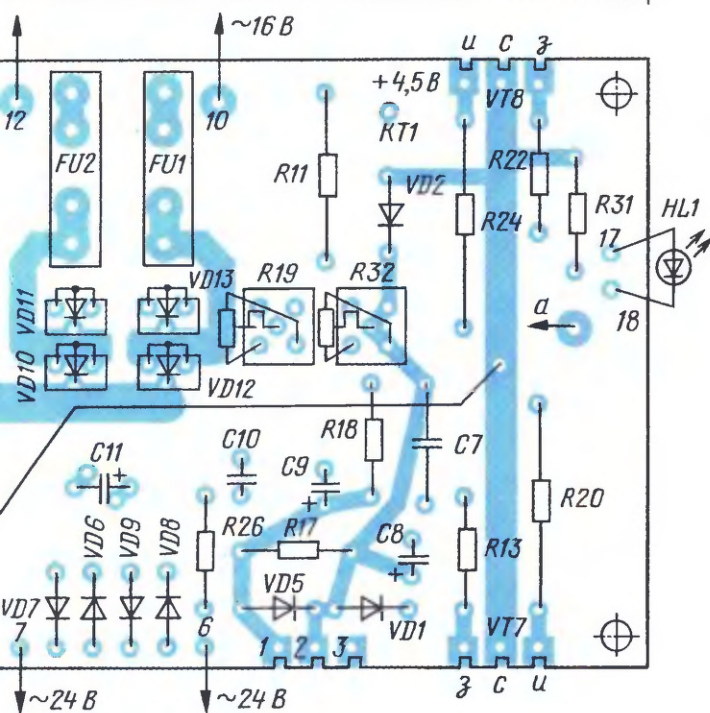 ~16 В
и с з
+4,5 В
VT8
12
10
КТ1
FU2
FU1
R11
VD2
R22
R24
R31
HL1
17
VD13
R19
R32
VD11
а
18
VD10
VD12
R18
C7
C11
+
C10
C9
+
R20
VD6
VD9
VD8
R26
R17
C8
+
R13
VD7
VD5
VD1
7
6
1 2 3
VT7
~24 В
~24 В
з с и